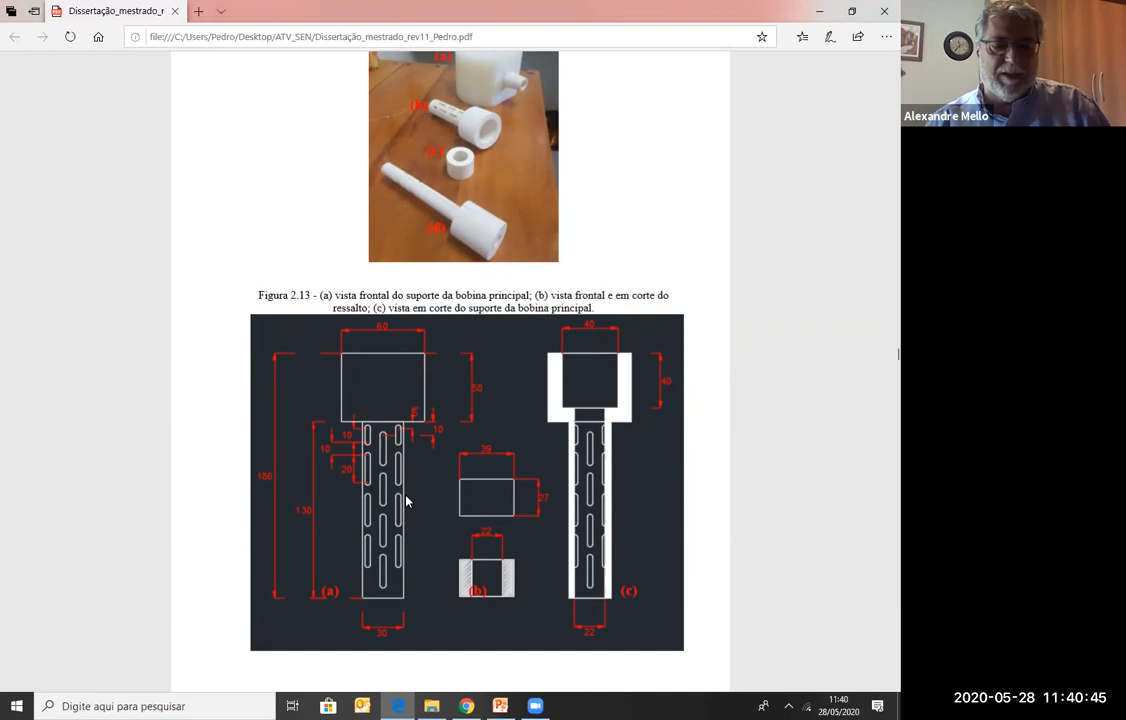 Dissertação_mestrado_r
file:///C:/Users/Pedro/Desktop/ATV_SEN/Dissertação_mestrado_rev11_Pedro.pdf
Alexandre Mello
(a)
(b)
(c)
(d)
Figura 2.13 - (a) vista frontal do suporte da bobina principal; (b) vista frontal e em corte do
ressalto; (c) vista em corte do suporte da bobina principal.
60
40
50
40
5
10
10
10
20
180
130
39
27
22
(a)
(b)
(c)
30
22
Digite aqui para pesquisar
11:40
28/05/2020
2020-05-28 11:40:45